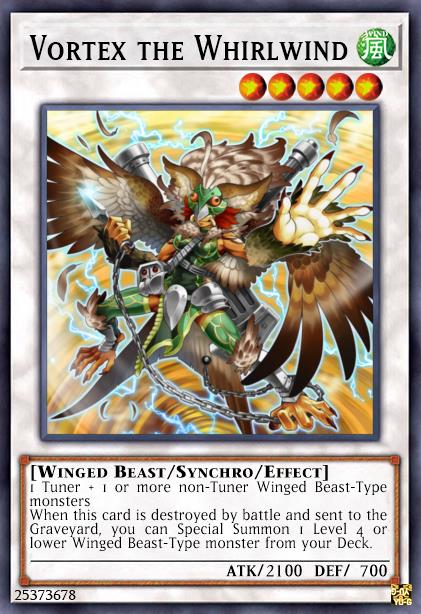 Vortex the Whirlwind
WIND
風
[Winged Beast/Synchro/Effect]
1 Tuner + 1 or more non-Tuner Winged Beast-Type
monsters
When this card is destroyed by battle and sent to the
Graveyard, you can Special Summon 1 Level 4 or
lower Winged Beast-Type monster from your Deck.
ATK/2100 DEF/ 700
25373678